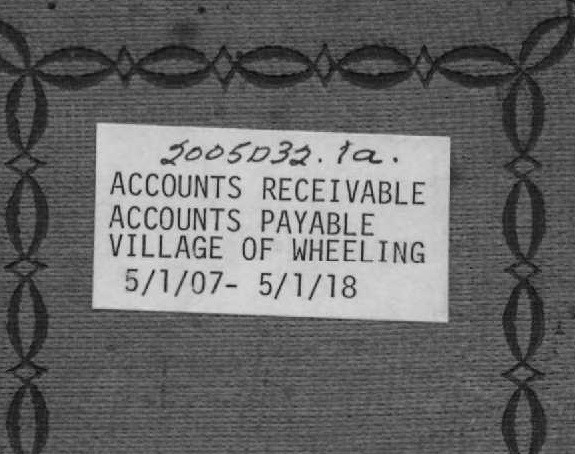 2005D32.1a.
ACCOUNTS RECEIVABLE
ACCOUNTS PAYABLE
VILLAGE OF WHEELING
5/1/07- 5/1/18